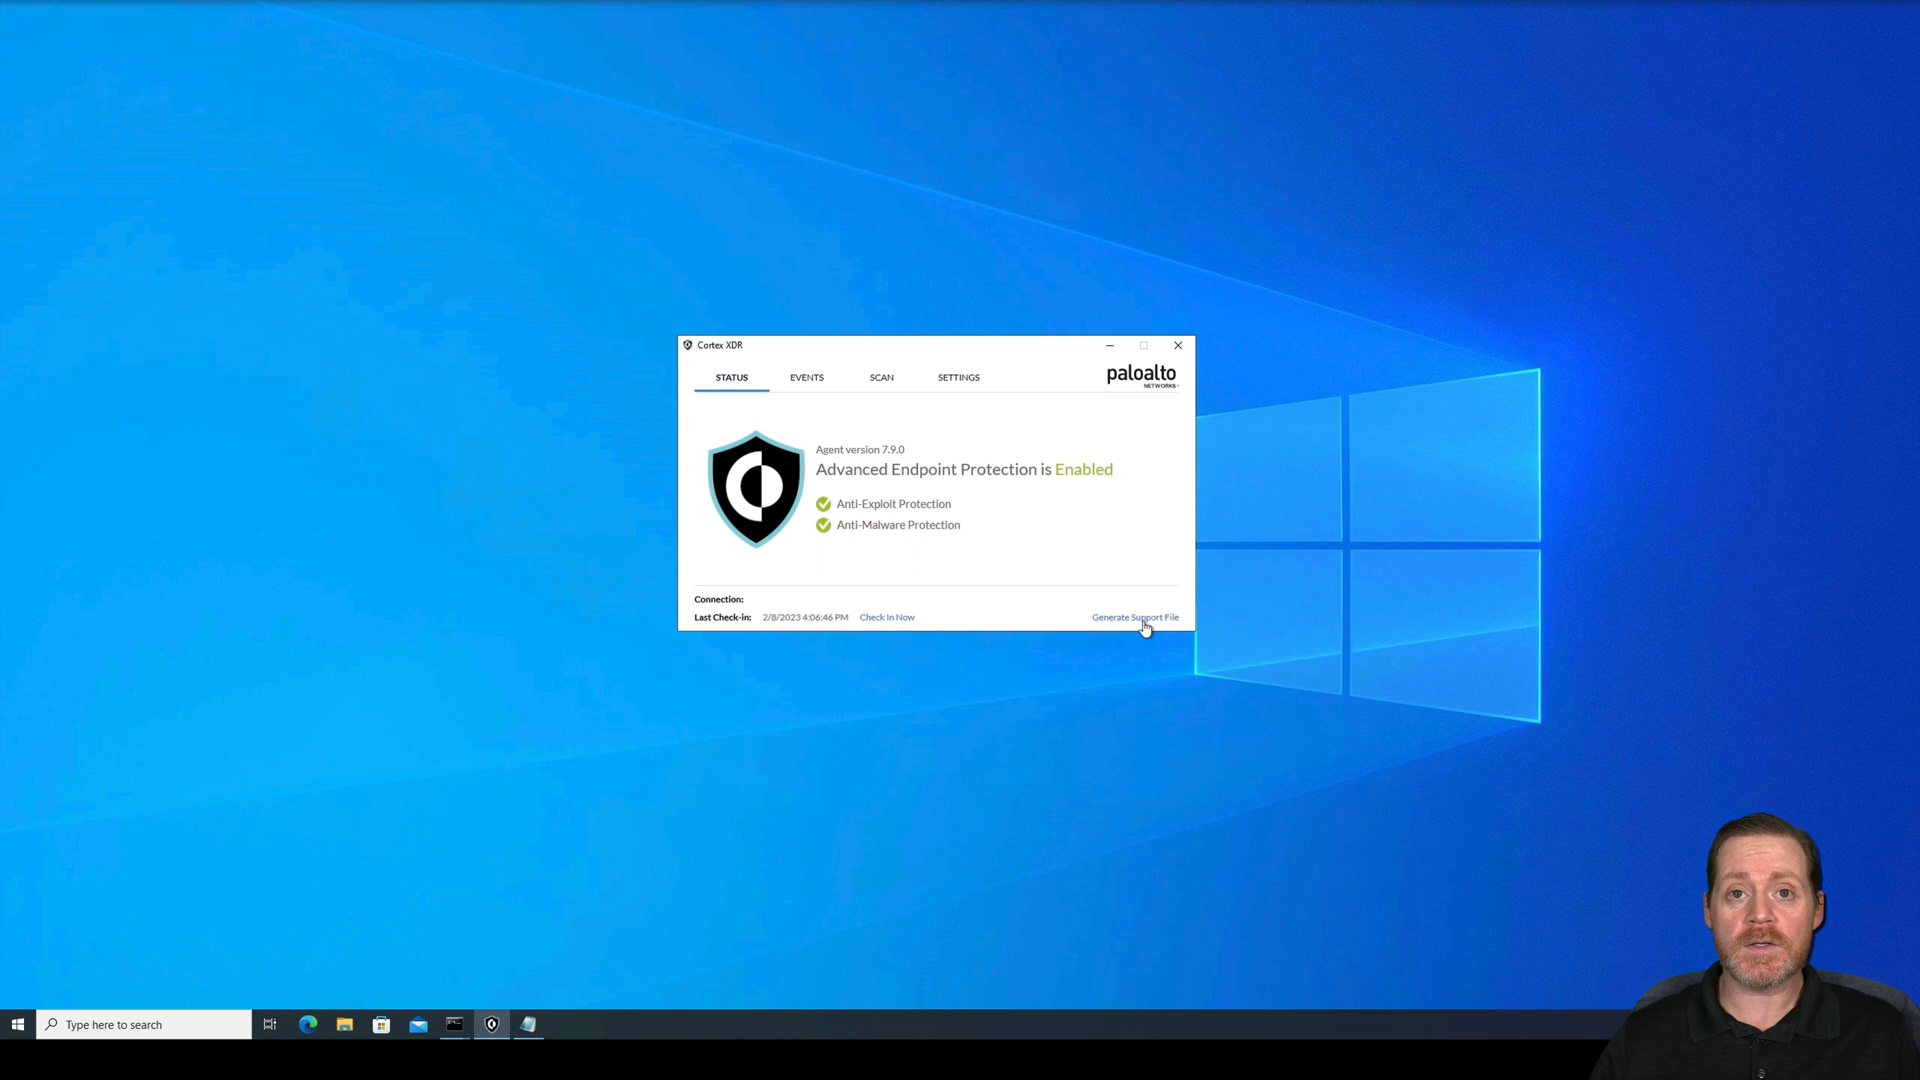 Cortex XDR
STATUS
EVENTS
SCAN
SETTINGS
paloalto
NETWORKS
Agent version 7.9.0
Advanced Endpoint Protection is Enabled
Anti-Exploit Protection
Anti-Malware Protection
Connection:
Last Check-in: 2/8/2023 4:06:46 PM Check In Now
Generate Support File
Type here to search